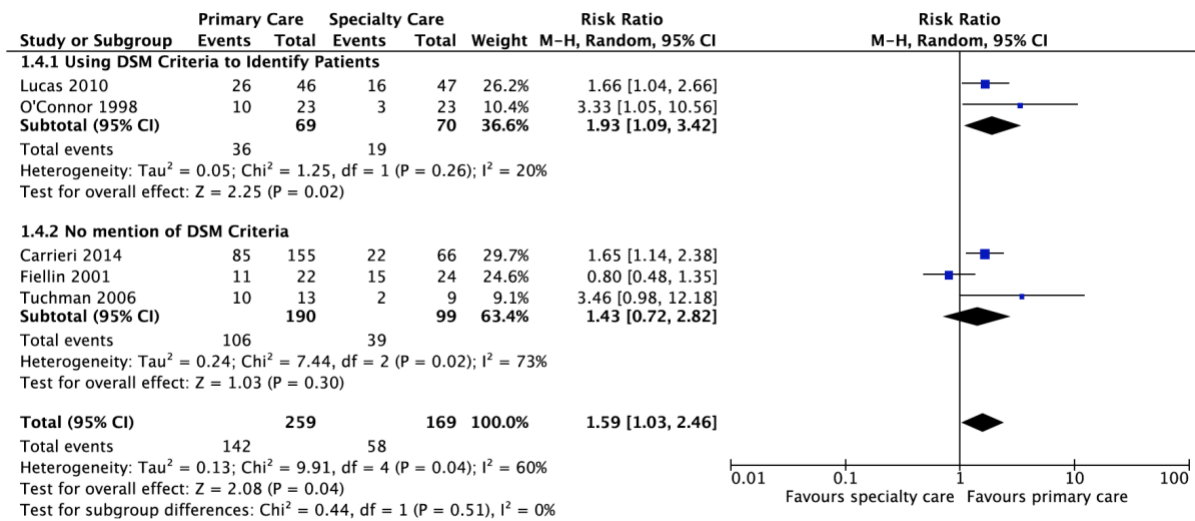 Primary Care Specialty Care Risk Ratio Risk Ratio
Study or Subgroup Events Total Events Total Weight M-H, Random, 95% CI M-H, Random, 95% CI
1.4.1 Using DSM Criteria to Identify Patients
Lucas 2010 26 46 16 47 26.2% 1.66 [1.04, 2.66]
O'Connor 1998 10 23 3 23 10.4% 3.33 [1.05, 10.56]
Subtotal (95% CI) 69 70 36.6% 1.93 [1.09, 3.42]
Total events 36 19
Heterogeneity: Tau² = 0.05; Chi² = 1.25, df = 1 (P = 0.26); I² = 20%
Test for overall effect: Z = 2.25 (P = 0.02)
1.4.2 No mention of DSM Criteria
Carrieri 2014 85 155 22 66 29.7% 1.65 [1.14, 2.38]
Fiellin 2001 11 22 15 24 24.6% 0.80 [0.48, 1.35]
Tuchman 2006 10 13 2 9 9.1% 3.46 [0.98, 12.18]
Subtotal (95% CI) 190 99 63.4% 1.43 [0.72, 2.82]
Total events 106 39
Heterogeneity: Tau² = 0.24; Chi² = 7.44, df = 2 (P = 0.02); I² = 73%
Test for overall effect: Z = 1.03 (P = 0.30)
Total (95% CI) 259 169 100.0% 1.59 [1.03, 2.46]
Total events 142 58
Heterogeneity: Tau² = 0.13; Chi² = 9.91, df = 4 (P = 0.04); I² = 60%
Test for overall effect: Z = 2.08 (P = 0.04)
Test for subgroup differences: Chi² = 0.44, df = 1 (P = 0.51), I² = 0%
0.01 0.1 1 10 100
Favours specialty care Favours primary care